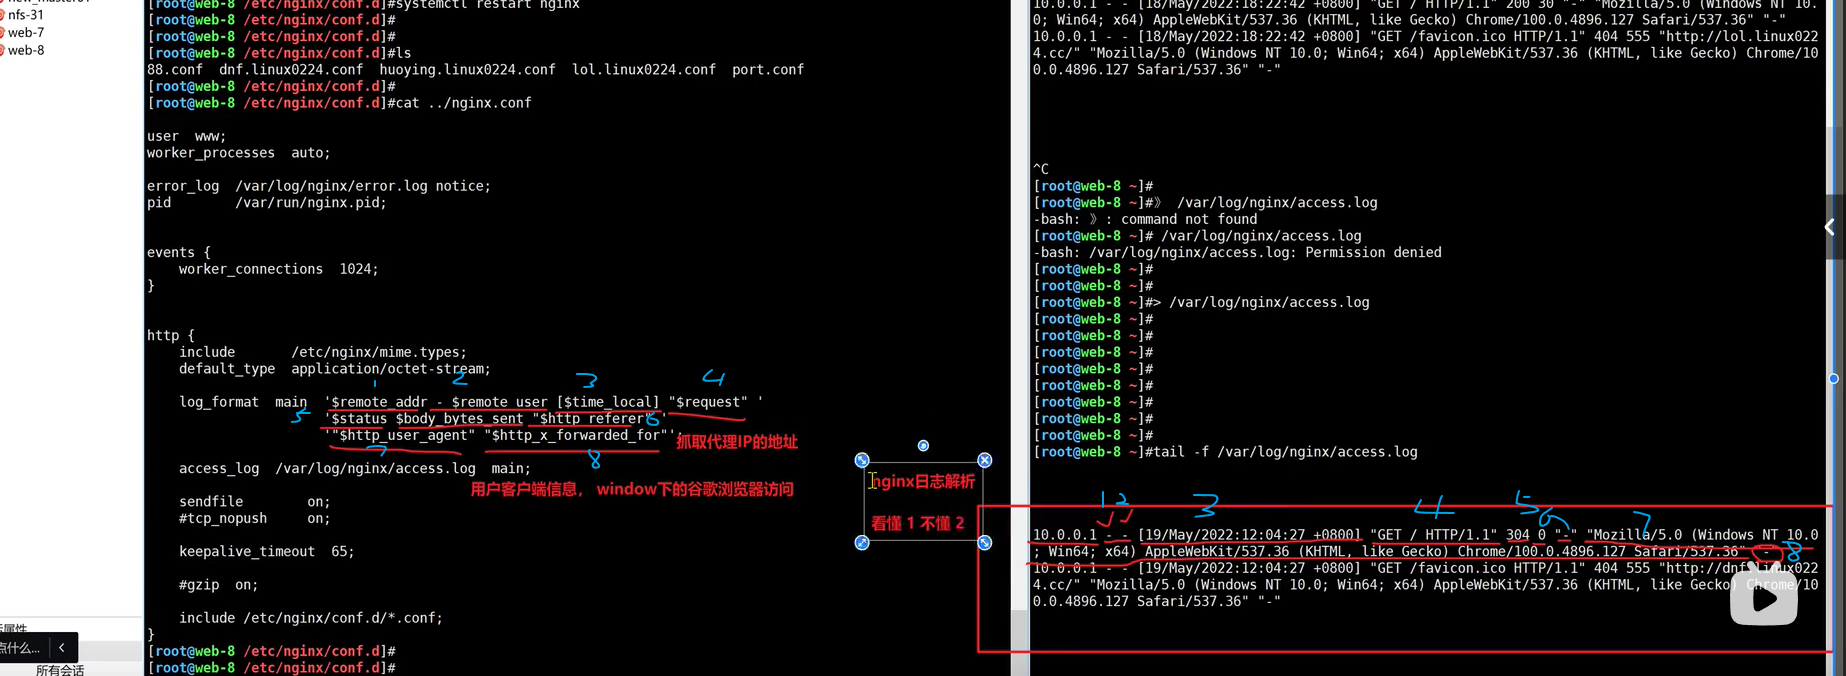 nfs-31
web-7
web-8
[root@web-8 /etc/nginx/conf.d]#systemctl restart nginx
[root@web-8 /etc/nginx/conf.d]#
[root@web-8 /etc/nginx/conf.d]#
[root@web-8 /etc/nginx/conf.d]#ls
88.conf  dnf.linux0224.conf  huoying.linux0224.conf  lol.linux0224.conf  port.conf
[root@web-8 /etc/nginx/conf.d]#
[root@web-8 /etc/nginx/conf.d]#cat ../nginx.conf
user  www;
worker_processes  auto;
error_log  /var/log/nginx/error.log notice;
pid        /var/run/nginx.pid;
events {
    worker_connections  1024;
}
http {
    include       /etc/nginx/mime.types;
    default_type  application/octet-stream;
1 2 3 4
    log_format  main  '$remote_addr - $remote_user [$time_local] "$request" '
5                      '$status $body_bytes_sent "$http_referer" ' 6
                      '"$http_user_agent" "$http_x_forwarded_for"';
抓取代理IP的地址
7 8
    access_log  /var/log/nginx/access.log  main;
用户客户端信息， window下的谷歌浏览器访问
    sendfile        on;
    #tcp_nopush     on;
    keepalive_timeout  65;
    #gzip  on;
    include /etc/nginx/conf.d/*.conf;
}
[root@web-8 /etc/nginx/conf.d]#
[root@web-8 /etc/nginx/conf.d]#
nginx日志解析
看懂 1 不懂 2
10.0.0.1 - - [18/May/2022:18:22:42 +0800] "GET / HTTP/1.1" 200 30 "-" "Mozilla/5.0 (Windows NT 10.
0; Win64; x64) AppleWebKit/537.36 (KHTML, like Gecko) Chrome/100.0.4896.127 Safari/537.36" "-"
10.0.0.1 - - [18/May/2022:18:22:42 +0800] "GET /favicon.ico HTTP/1.1" 404 555 "http://lol.linux022
4.cc/" "Mozilla/5.0 (Windows NT 10.0; Win64; x64) AppleWebKit/537.36 (KHTML, like Gecko) Chrome/10
0.0.4896.127 Safari/537.36" "-"
^C
[root@web-8 ~]#
[root@web-8 ~]#》 /var/log/nginx/access.log
-bash: 》: command not found
[root@web-8 ~]# /var/log/nginx/access.log
-bash: /var/log/nginx/access.log: Permission denied
[root@web-8 ~]#
[root@web-8 ~]#
[root@web-8 ~]#> /var/log/nginx/access.log
[root@web-8 ~]#
[root@web-8 ~]#
[root@web-8 ~]#
[root@web-8 ~]#
[root@web-8 ~]#
[root@web-8 ~]#
[root@web-8 ~]#
[root@web-8 ~]#
[root@web-8 ~]#tail -f /var/log/nginx/access.log
1 2 3 4 5 6 7
10.0.0.1 - - [19/May/2022:12:04:27 +0800] "GET / HTTP/1.1" 304 0 "-" "Mozilla/5.0 (Windows NT 10.0
; Win64; x64) AppleWebKit/537.36 (KHTML, like Gecko) Chrome/100.0.4896.127 Safari/537.36" "-" 8
10.0.0.1 - - [19/May/2022:12:04:27 +0800] "GET /favicon.ico HTTP/1.1" 404 555 "http://dnf.linux022
4.cc/" "Mozilla/5.0 (Windows NT 10.0; Win64; x64) AppleWebKit/537.36 (KHTML, like Gecko) Chrome/10
0.0.4896.127 Safari/537.36" "-"
属性
点什么...
所有会话